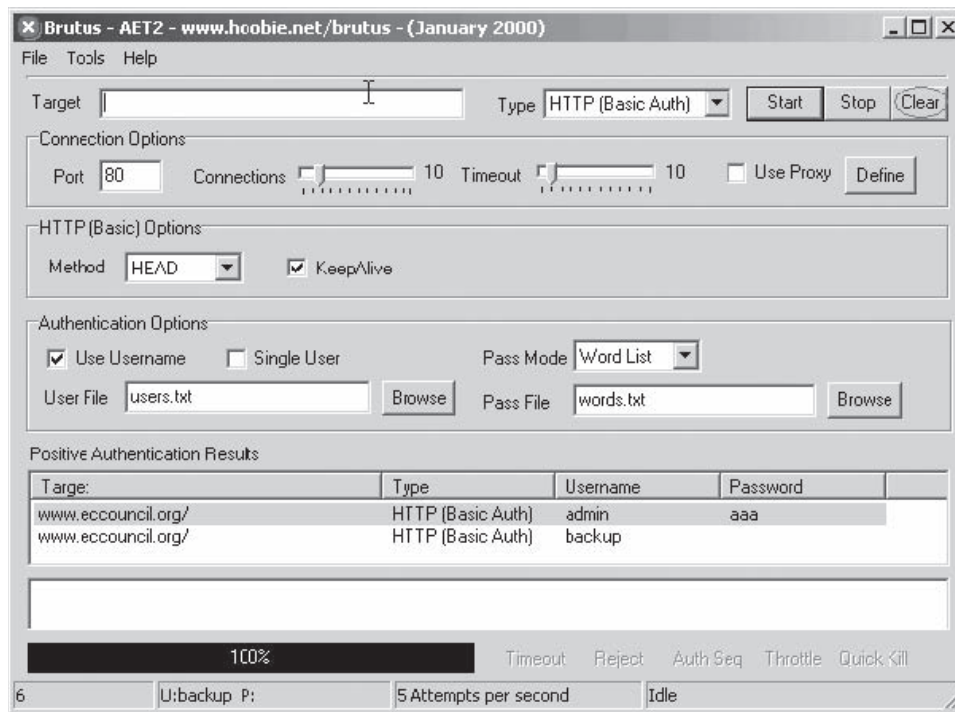 Brutus - AET2 - www.hoobie.net/brutus - (January 2000)
File Tools Help
Target Type HTTP (Basic Auth) Start Stop Clear
Connection Options
Port 80 Connections 10 Timeout 10 Use Proxy Define
HTTP (Basic) Options
Method HEAD KeepAlive
Authentication Options
Use Username Single User Pass Mode Word List
User File users.txt Browse Pass File words.txt Browse
Positive Authentication Results
Targe: Type Username Password
www.eccouncil.org/ HTTP (Basic Auth) admin aaa
www.eccouncil.org/ HTTP (Basic Auth) backup
100% Timeout Reject Auth Seq Throttle Quick Kill
6 U:backup P: 5 Attempts per second Idle